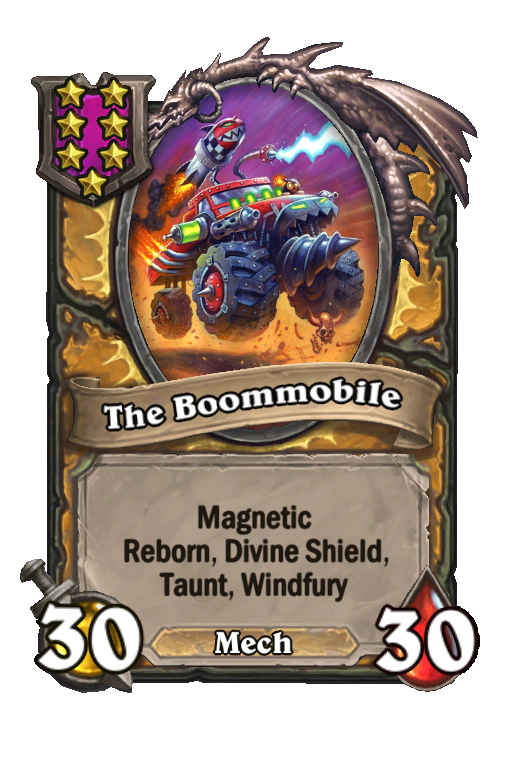 The Boommobile
Magnetic
Reborn, Divine Shield,
Taunt, Windfury
30
Mech
30